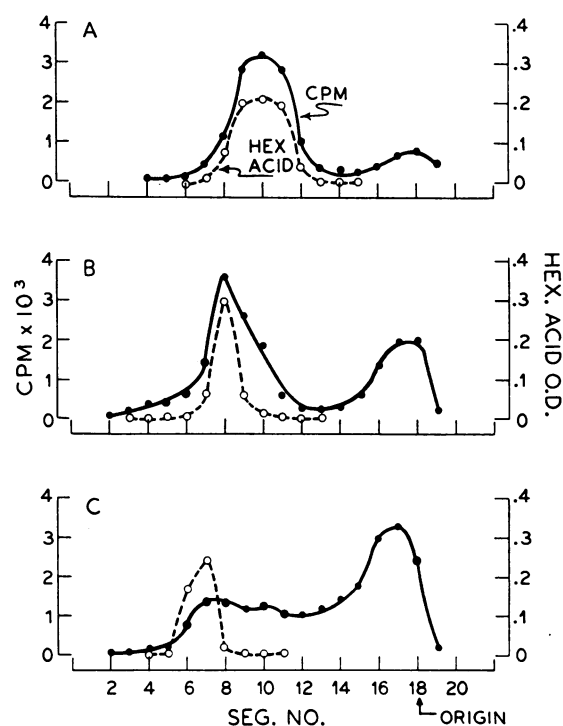 A
4
3
2
1
0
.4
.3
.2
.1
0
CPM
HEX
ACID
B
4
3
2
1
0
.4
.3
.2
.1
0
CPM x 10³
HEX. ACID O.D.
C
4
3
2
1
0
.4
.3
.2
.1
0
2 4 6 8 10 12 14 16 18 20
SEG. NO.
ORIGIN